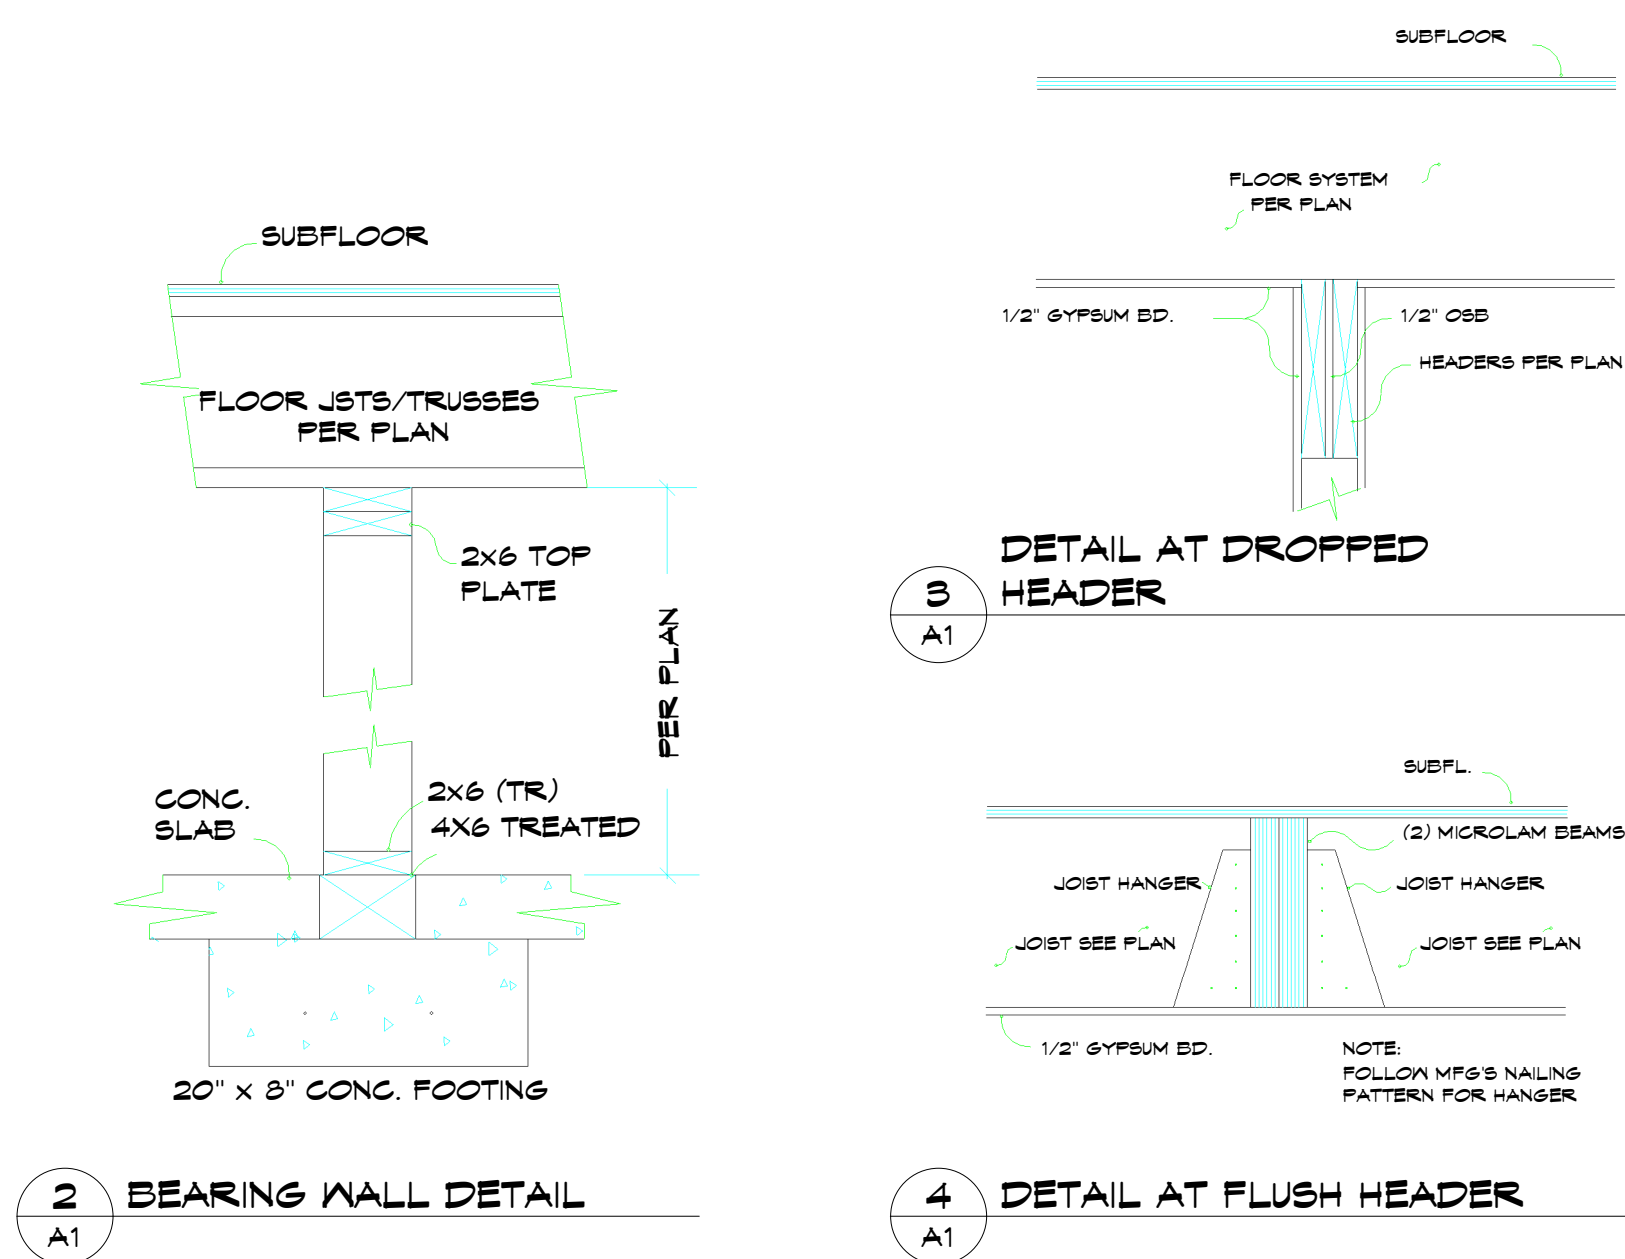 SUBFLOOR
FLOOR JSTS/TRUSSES
PER PLAN
2x6 TOP
PLATE
PER PLAN
CONC.
SLAB
2x6 (TR)
4X6 TREATED
20" x 8" CONC. FOOTING
2
A1
BEARING WALL DETAIL
SUBFLOOR
FLOOR SYSTEM
PER PLAN
1/2" GYPSUM BD.
1/2" OSB
HEADERS PER PLAN
DETAIL AT DROPPED
HEADER
3
A1
SUBFL.
(2) MICROLAM BEAMS
JOIST HANGER
JOIST HANGER
JOIST SEE PLAN
JOIST SEE PLAN
1/2" GYPSUM BD.
NOTE:
FOLLOW MFG'S NAILING
PATTERN FOR HANGER
4
A1
DETAIL AT FLUSH HEADER